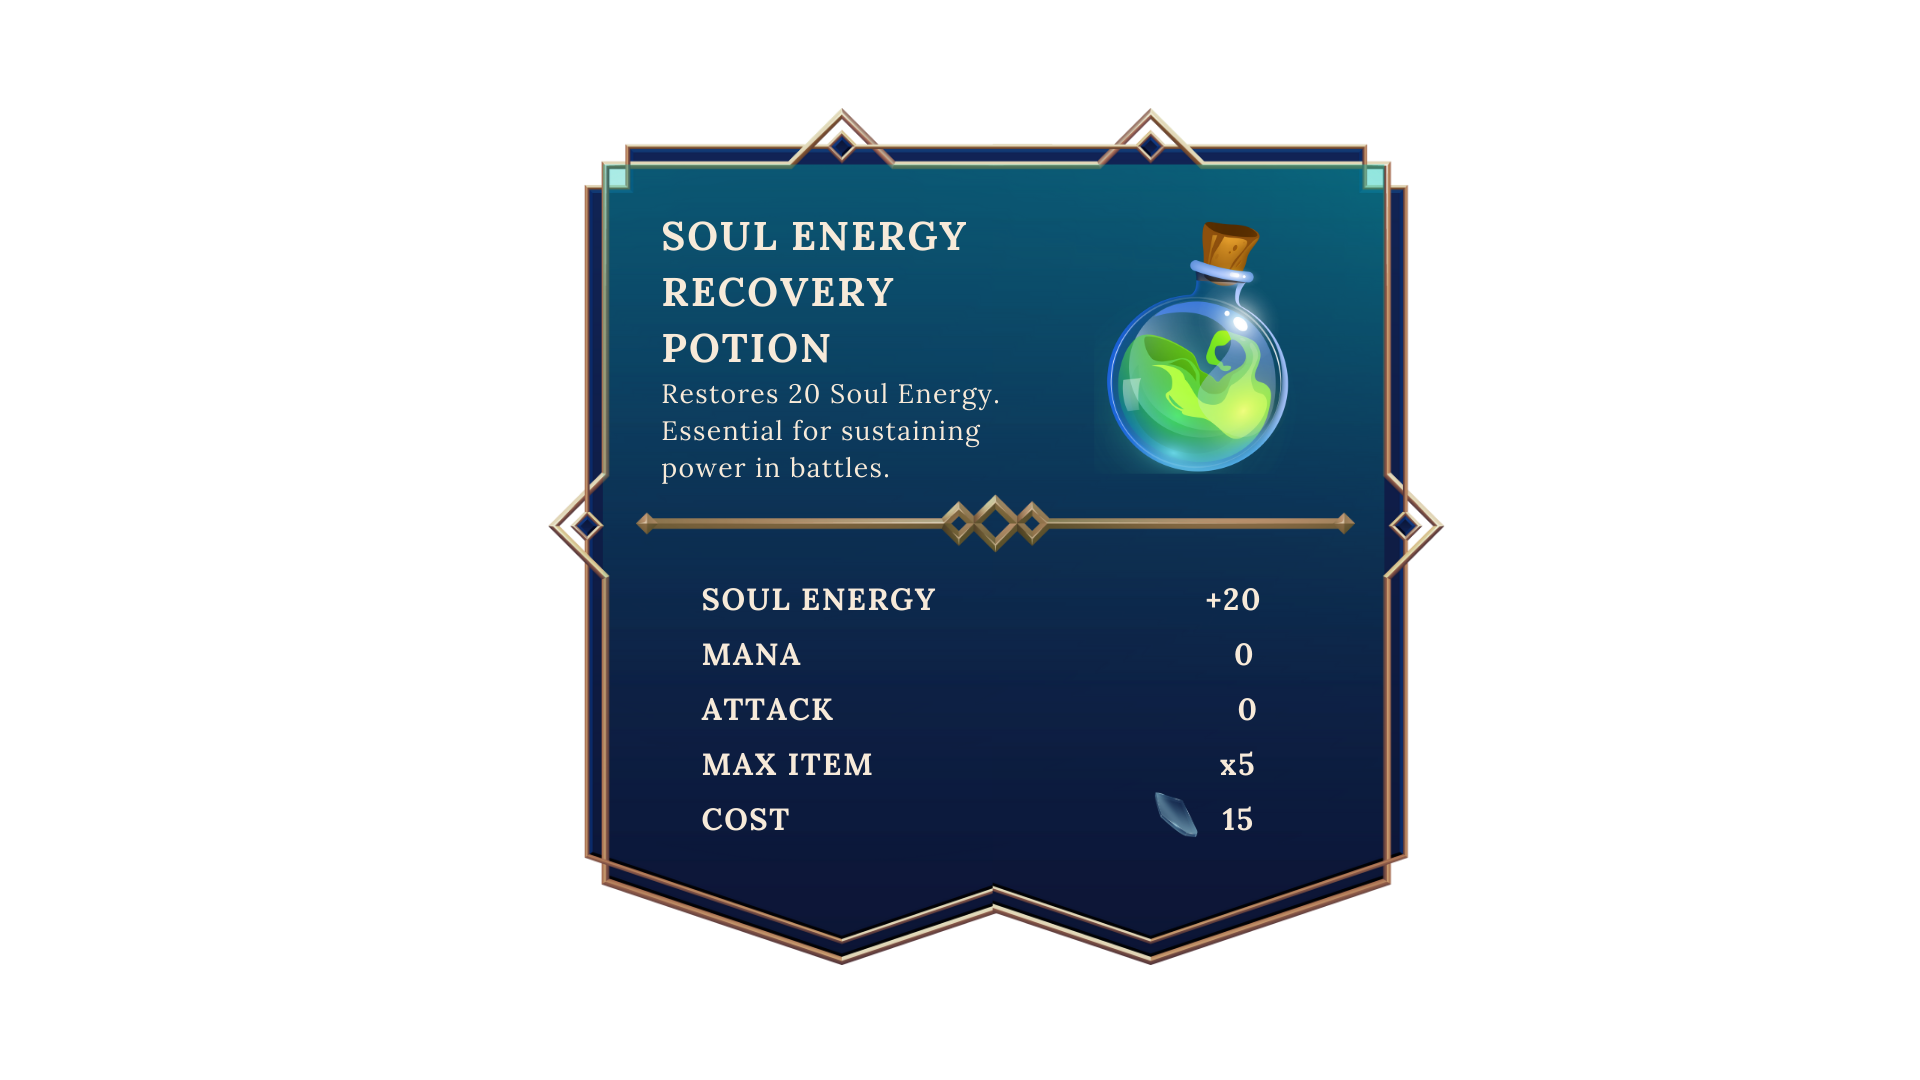 SOUL ENERGY
RECOVERY
POTION
Restores 20 Soul Energy.
Essential for sustaining
power in battles.
SOUL ENERGY +20
MANA 0
ATTACK 0
MAX ITEM x5
COST 15